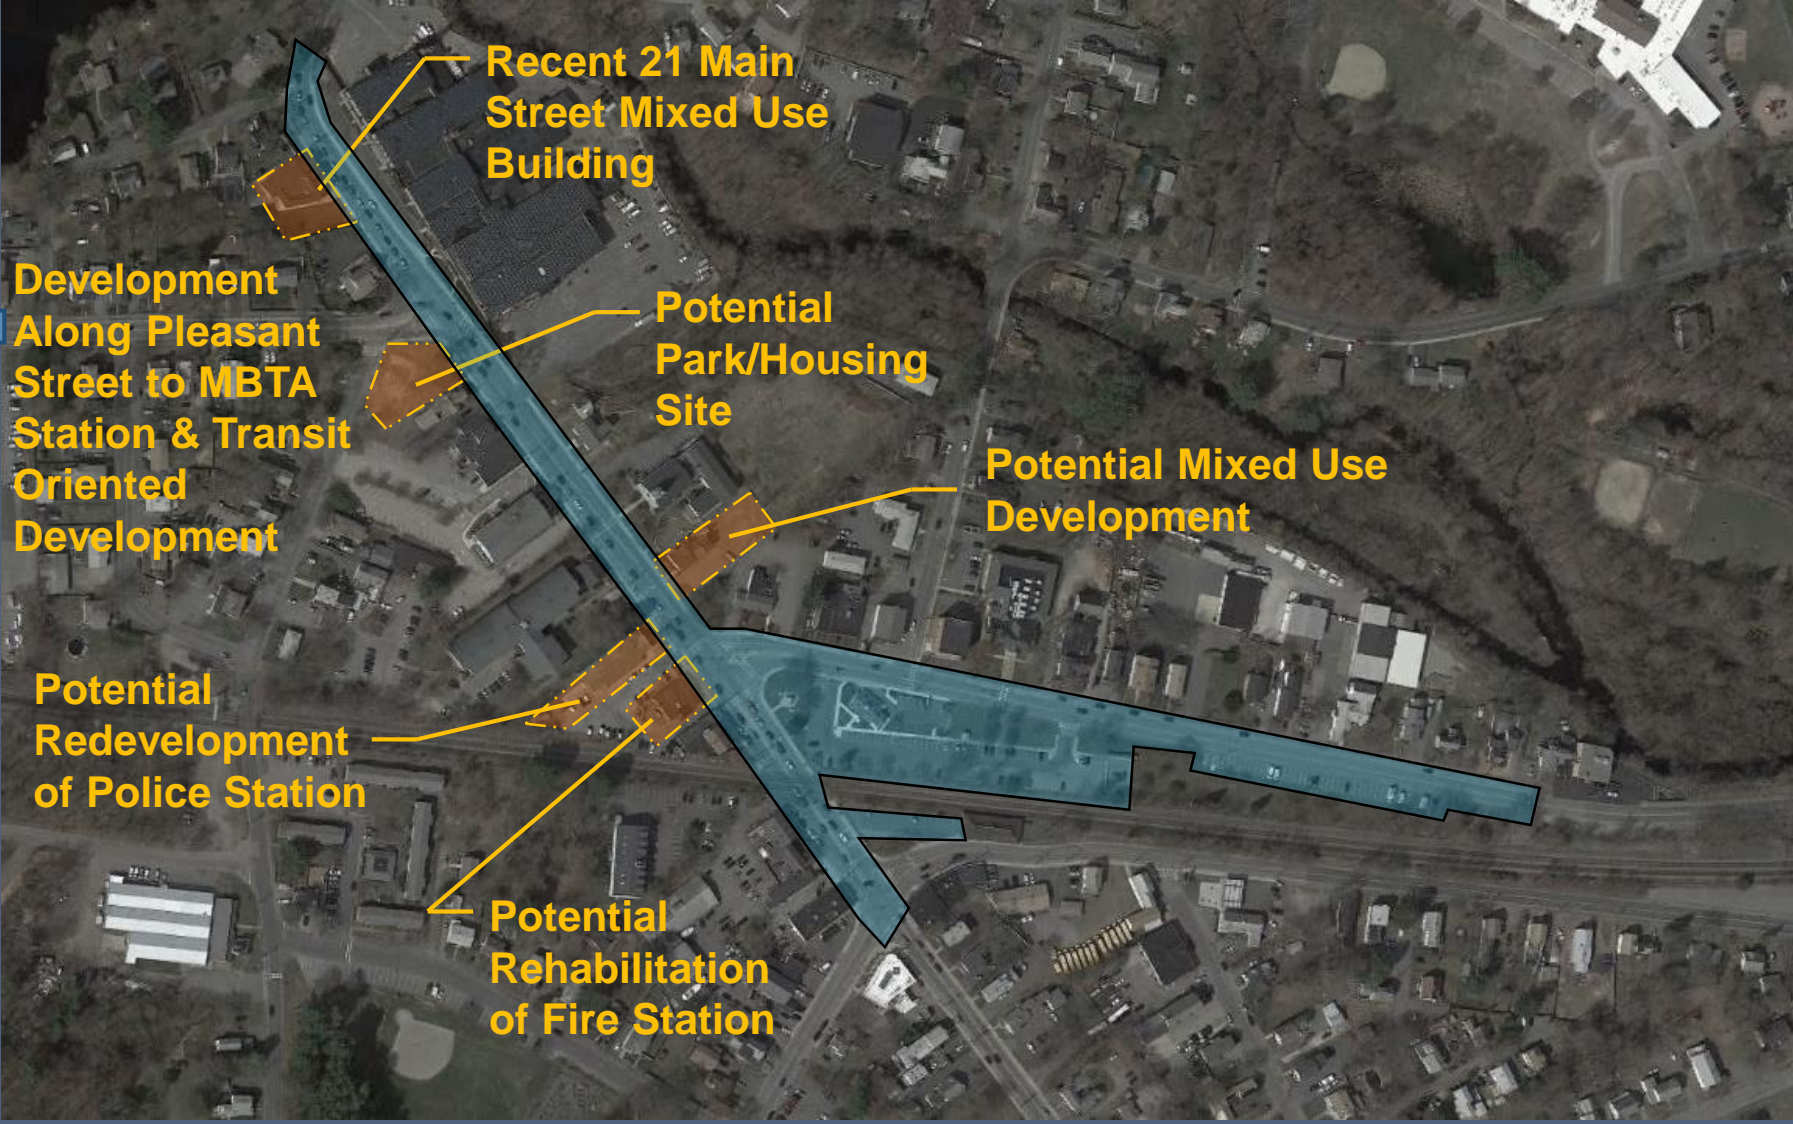 Recent 21 Main
Street Mixed Use
Building
Development
Along Pleasant
Street to MBTA
Station & Transit
Oriented
Development
Potential
Park/Housing
Site
Potential Mixed Use
Development
Potential
Redevelopment
of Police Station
Potential
Rehabilitation
of Fire Station